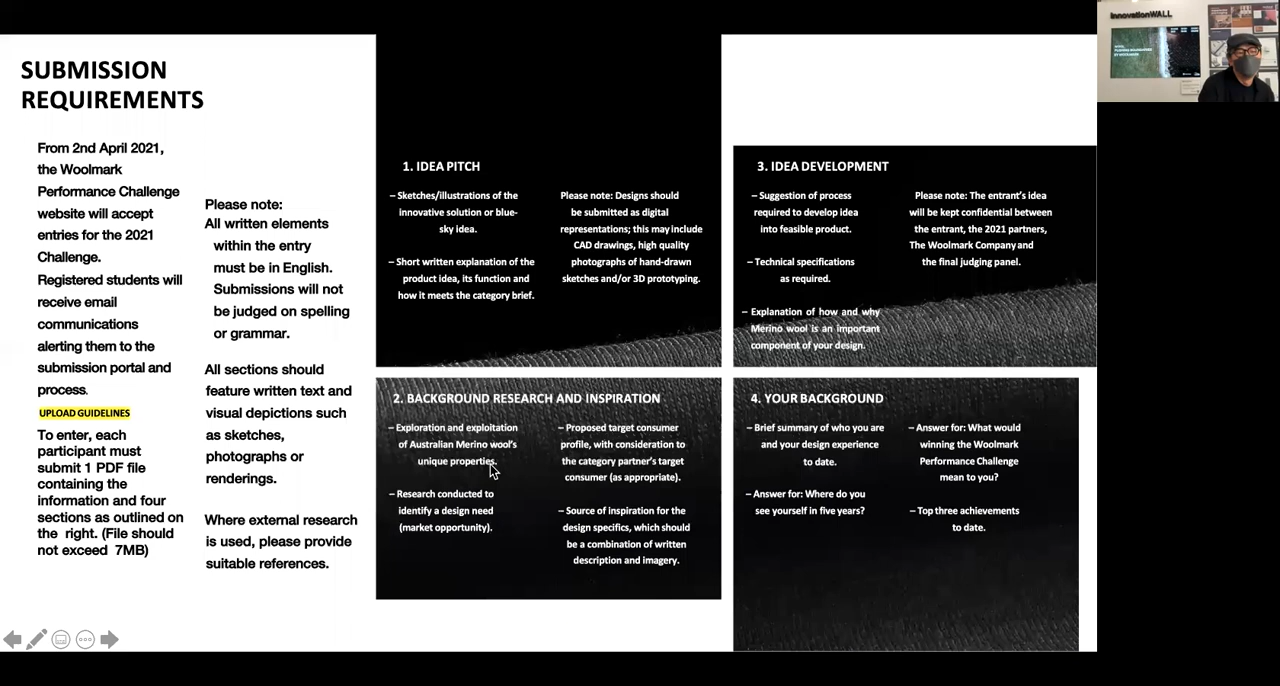 SUBMISSION
REQUIREMENTS
From 2nd April 2021,
the Woolmark
Performance Challenge
website will accept
entries for the 2021
Challenge.
Registered students will
receive email
communications
alerting them to the
submission portal and
process.
UPLOAD GUIDELINES
To enter, each
participant must
submit 1 PDF file
containing the
information and four
sections as outlined on
the right. (File should
not exceed 7MB)
Please note:
All written elements
within the entry
must be in English.
Submissions will not
be judged on spelling
or grammar.
All sections should
feature written text and
visual depictions such
as sketches,
photographs or
renderings.
Where external research
is used, please provide
suitable references.
1. IDEA PITCH
– Sketches/illustrations of the
innovative solution or blue-
sky idea.
– Short written explanation of the
product idea, its function and
how it meets the category brief.
Please note: Designs should
be submitted as digital
representations; this may include
CAD drawings, high quality
photographs of hand-drawn
sketches and/or 3D prototyping.
2. BACKGROUND RESEARCH AND INSPIRATION
– Exploration and exploitation
of Australian Merino wool's
unique properties.
– Research conducted to
identify a design need
(market opportunity).
– Proposed target consumer
profile, with consideration to
the category partner's target
consumer (as appropriate).
– Source of inspiration for the
design specifics, which should
be a combination of written
description and imagery.
3. IDEA DEVELOPMENT
– Suggestion of process
required to develop idea
into feasible product.
– Technical specifications
as required.
– Explanation of how and why
Merino wool is an important
component of your design.
Please note: The entrant's idea
will be kept confidential between
the entrant, the 2021 partners,
The Woolmark Company and
the final judging panel.
4. YOUR BACKGROUND
– Brief summary of who you are
and your design experience
to date.
– Answer for: Where do you
see yourself in five years?
– Answer for: What would
winning the Woolmark
Performance Challenge
mean to you?
– Top three achievements
to date.
InnovationWALL